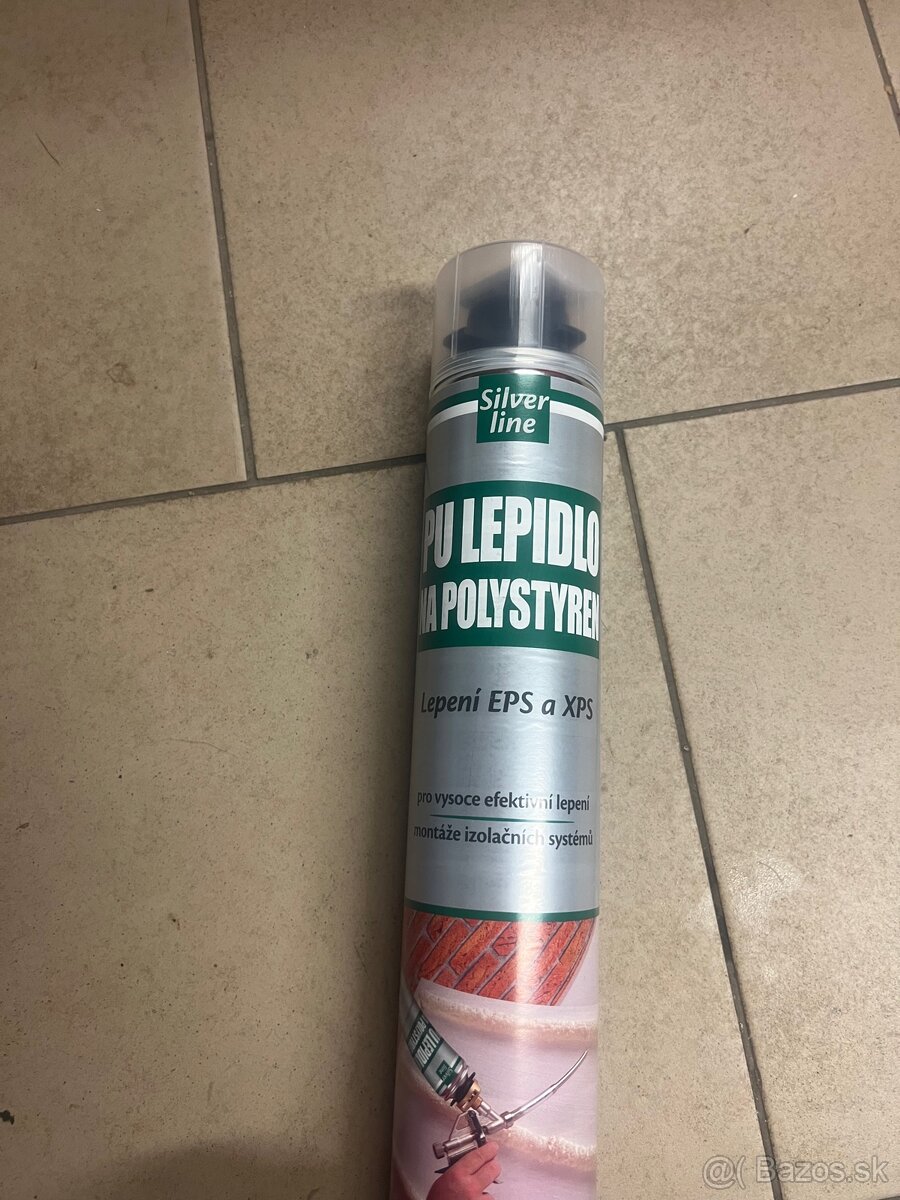 Silver
line
PU LEPIDLO
NA POLYSTYREN
Lepení EPS a XPS
pro vysoce efektivní lepení
montáže izolačních systémů
@( Bazos.sk